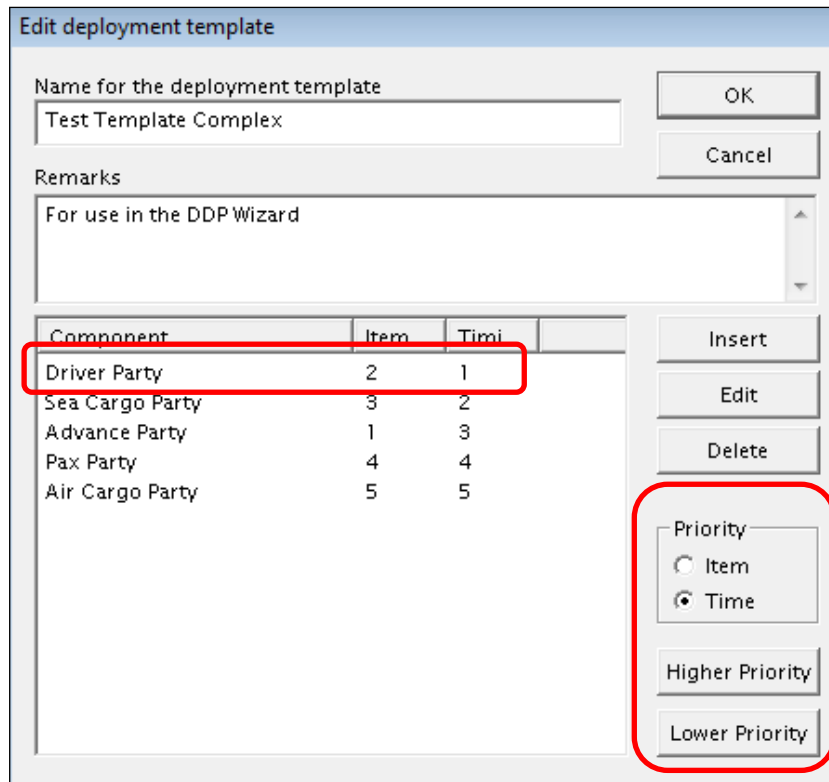 Edit deployment template
Name for the deployment template
Test Template Complex
OK
Cancel
Remarks
For use in the DDP Wizard
Component Item Timi
Driver Party 2 1
Sea Cargo Party 3 2
Advance Party 1 3
Pax Party 4 4
Air Cargo Party 5 5
Insert
Edit
Delete
Priority
Item
Time
Higher Priority
Lower Priority